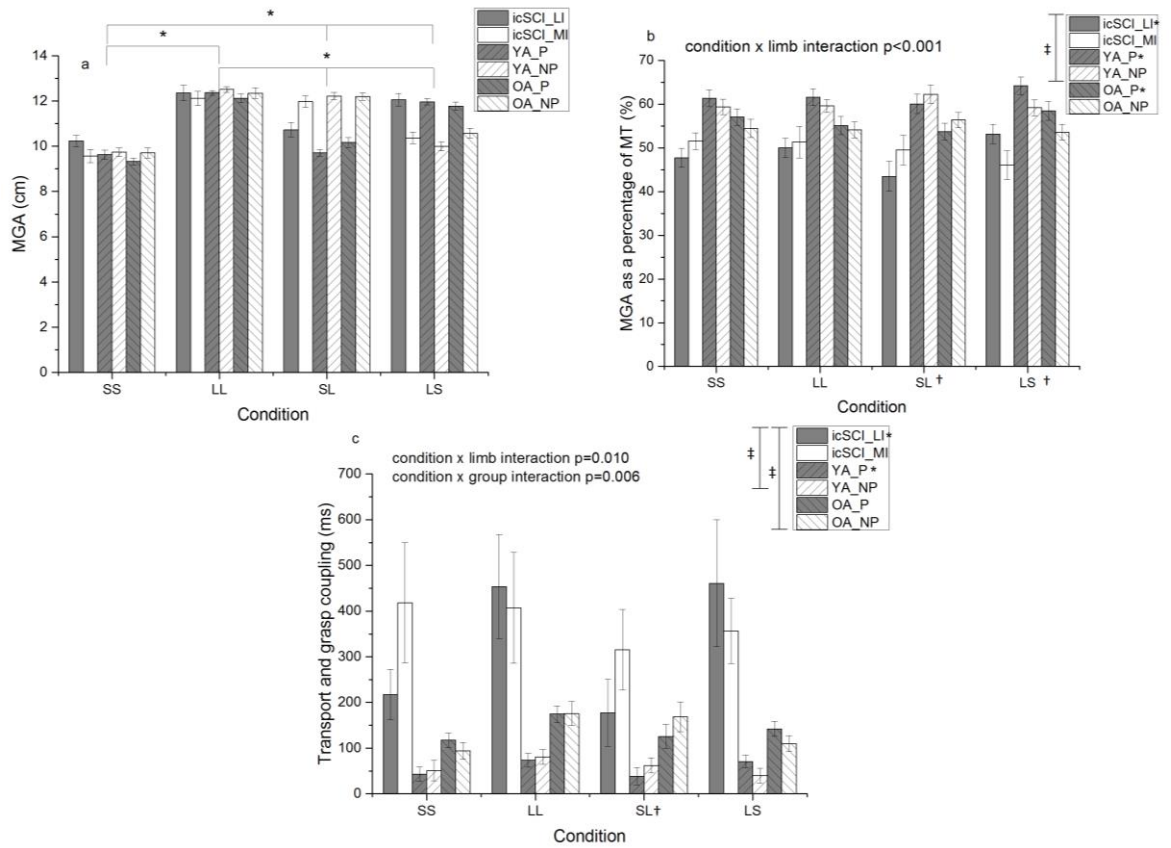 *
*
*
a
icSCI_LI
icSCI_MI
YA_P
YA_NP
OA_P
OA_NP
MGA (cm)
14
12
10
8
6
4
2
0
SS LL SL LS
Condition
b
condition x limb interaction p<0.001
‡
icSCI_LI*
icSCI_MI
YA_P*
YA_NP
OA_P*
OA_NP
MGA as a percentage of MT (%)
80
70
60
50
40
30
20
10
0
SS LL SL † LS †
Condition
c
condition x limb interaction p=0.010
condition x group interaction p=0.006
‡
‡
icSCI_LI*
icSCI_MI
YA_P*
YA_NP
OA_P
OA_NP
Transport and grasp coupling (ms)
700
600
500
400
300
200
100
0
SS LL SL† LS
Condition